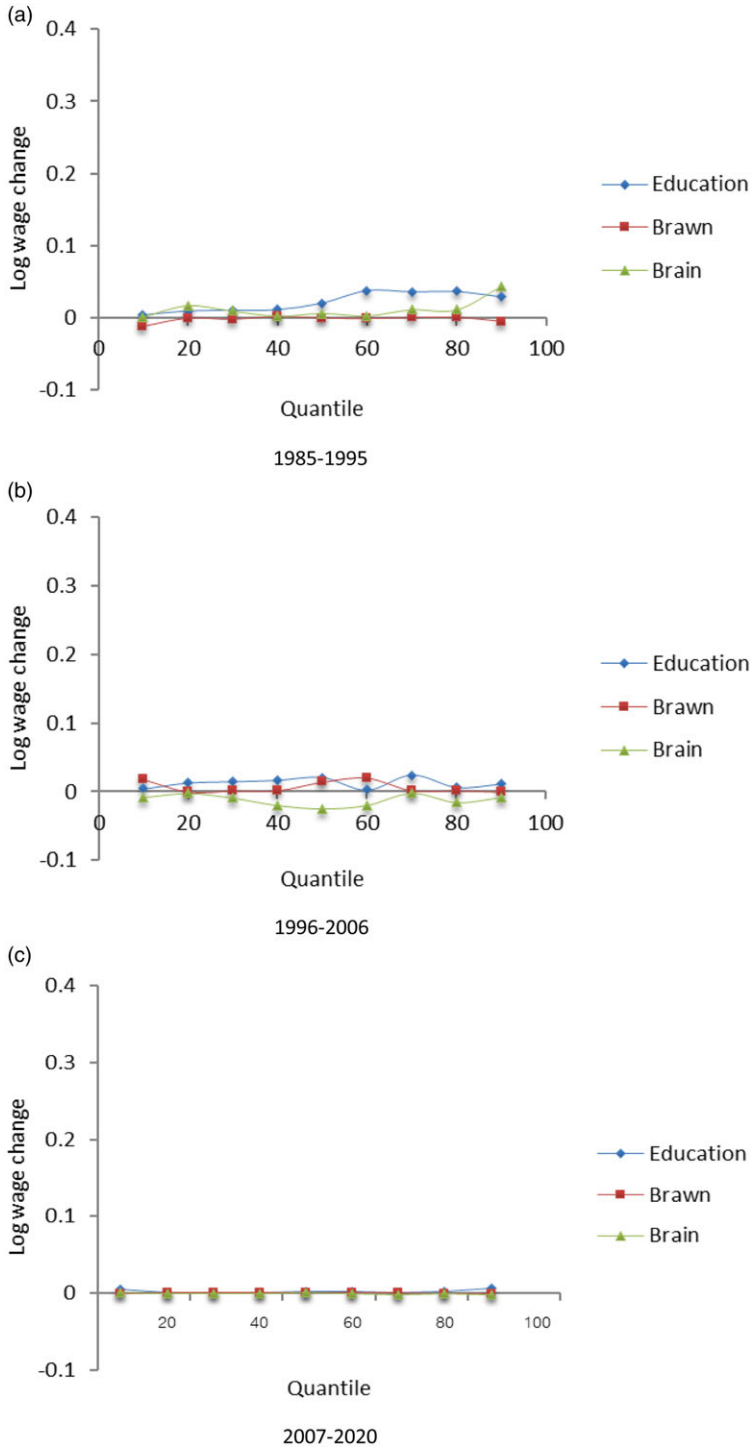 (a)
0.4
0.3
0.2
0.1
0
-0.1
Log wage change
0 20 40 60 80 100
Quantile
Education
Brawn
Brain
1985-1995
(b)
0.4
0.3
0.2
0.1
0
-0.1
Log wage change
0 20 40 60 80 100
Quantile
Education
Brawn
Brain
1996-2006
(c)
0.4
0.3
0.2
0.1
0
-0.1
Log wage change
20 40 60 80 100
Quantile
Education
Brawn
Brain
2007-2020